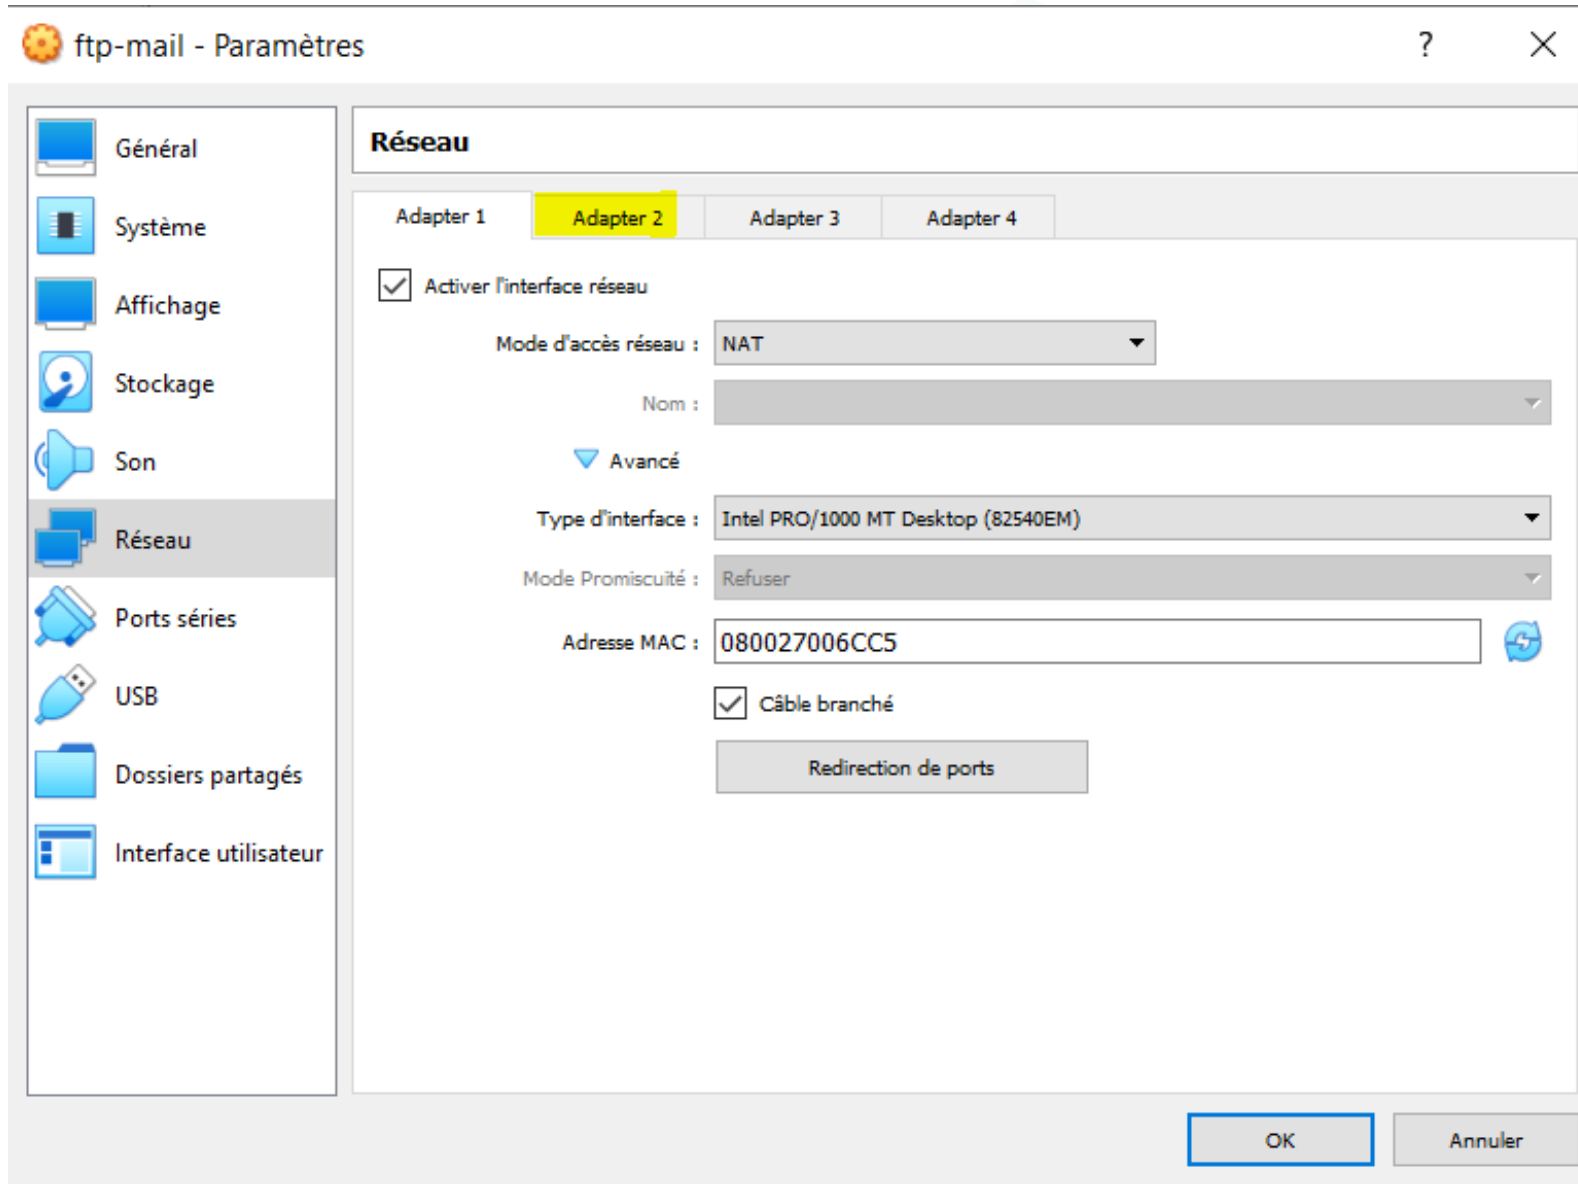 ftp-mail - Paramètres
?
Général
Système
Affichage
Stockage
Son
Réseau
Ports séries
USB
Dossiers partagés
Interface utilisateur
Réseau
Adapter 1 Adapter 2 Adapter 3 Adapter 4
Activer l'interface réseau
Mode d'accès réseau : NAT
Nom :
Avancé
Type d'interface : Intel PRO/1000 MT Desktop (82540EM)
Mode Promiscuité : Refuser
Adresse MAC : 080027006CC5
Câble branché
Redirection de ports
OK Annuler